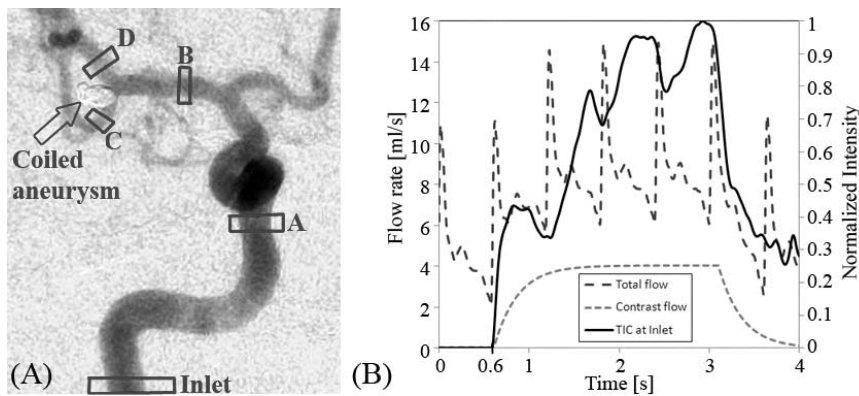 D
B
C
Coiled
aneurysm
A
(A)
Inlet
(B)
16
14
12
10
8
6
4
2
0
Flow rate [ml/s]
1
0.9
0.8
0.7
0.6
0.5
0.4
0.3
0.2
0.1
0
Normalized Intensity
Total flow
Contrast flow
TIC at Inlet
0 0.6 1 2 3 4
Time [s]